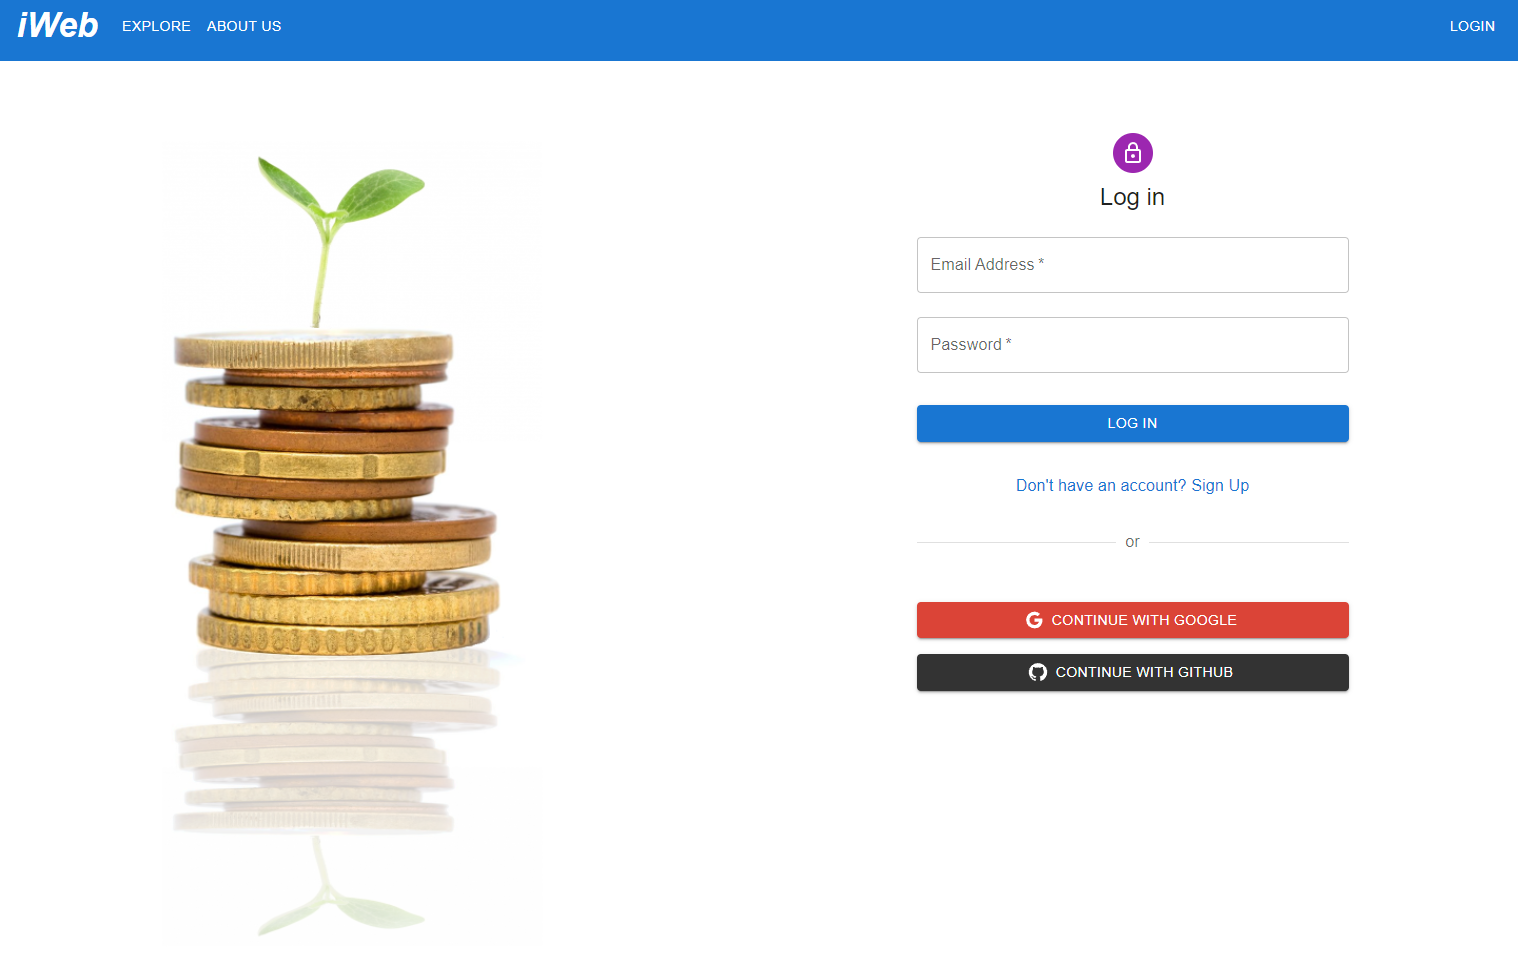 iWeb EXPLORE ABOUT US LOGIN
Log in
Email Address *
Password *
LOG IN
Don't have an account? Sign Up
or
CONTINUE WITH GOOGLE
CONTINUE WITH GITHUB